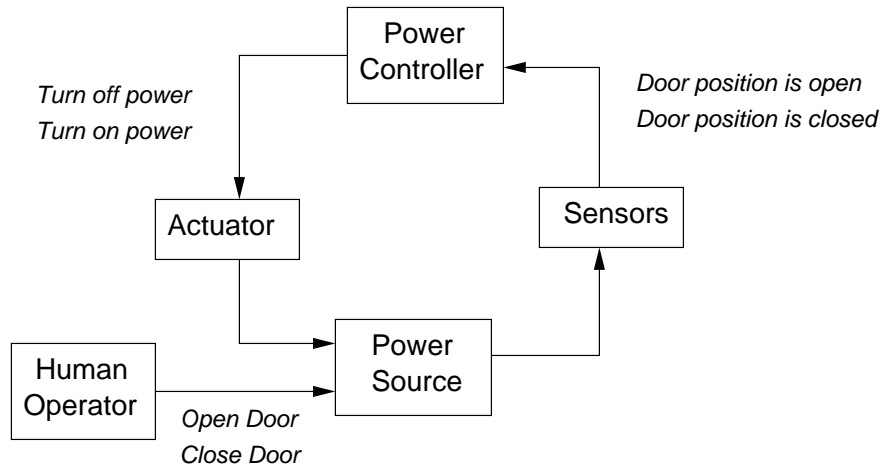 Power
Controller
Turn off power
Turn on power
Door position is open
Door position is closed
Actuator
Sensors
Human
Operator
Open Door
Close Door
Power
Source